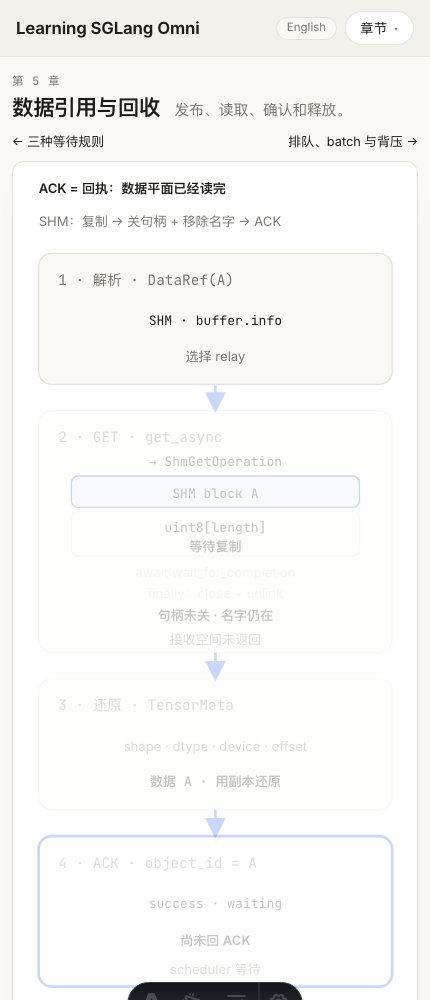 Learning SGLang Omni
English
章节
第 5 章
数据引用与回收 发布、读取、确认和释放。
← 三种等待规则
排队、batch 与背压 →
ACK = 回执：数据平面已经读完
SHM：复制 → 关句柄 + 移除名字 → ACK
1 · 解析 · DataRef(A)
SHM · buffer.info
选择 relay
2 · GET · get_async
→ ShmGetOperation
SHM block A
uint8[length]
等待复制
await wait_for_completion
finally：close + unlink
句柄未关 · 名字仍在
接收空间未返回
3 · 还原 · TensorMeta
shape · dtype · device · offset
数据 A · 用副本还原
4 · ACK · object_id = A
success · waiting
尚未回 ACK
scheduler 等待